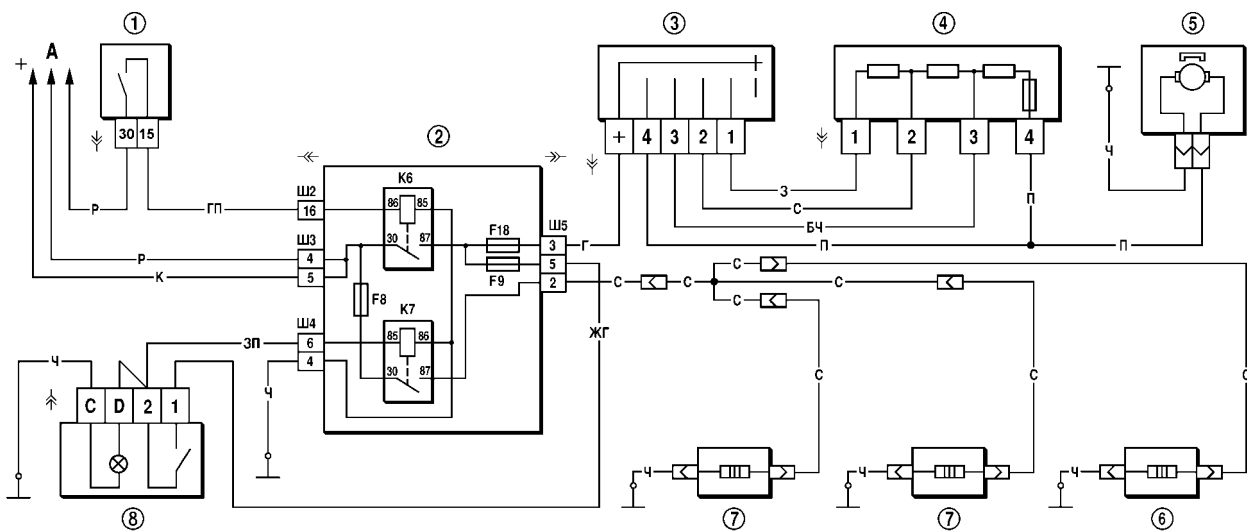 1 2 3 4 5
+ A
30 15
+ 4 3 2 1
1 2 3 4
Р ГП
Ш2 16
К6
86 85
30 87
F18
Ш5
3 Г
5
2
F9
Ш3
4
5
Р
К
F8
К7
85 86
30 87
Ш4
6
4
ЗП
Ч
Ч
З
С
БЧ
П
П
П
Ч
С С С С С
ЖГ
С С С
C D 2 1
Ч Ч Ч
8 7 7 6